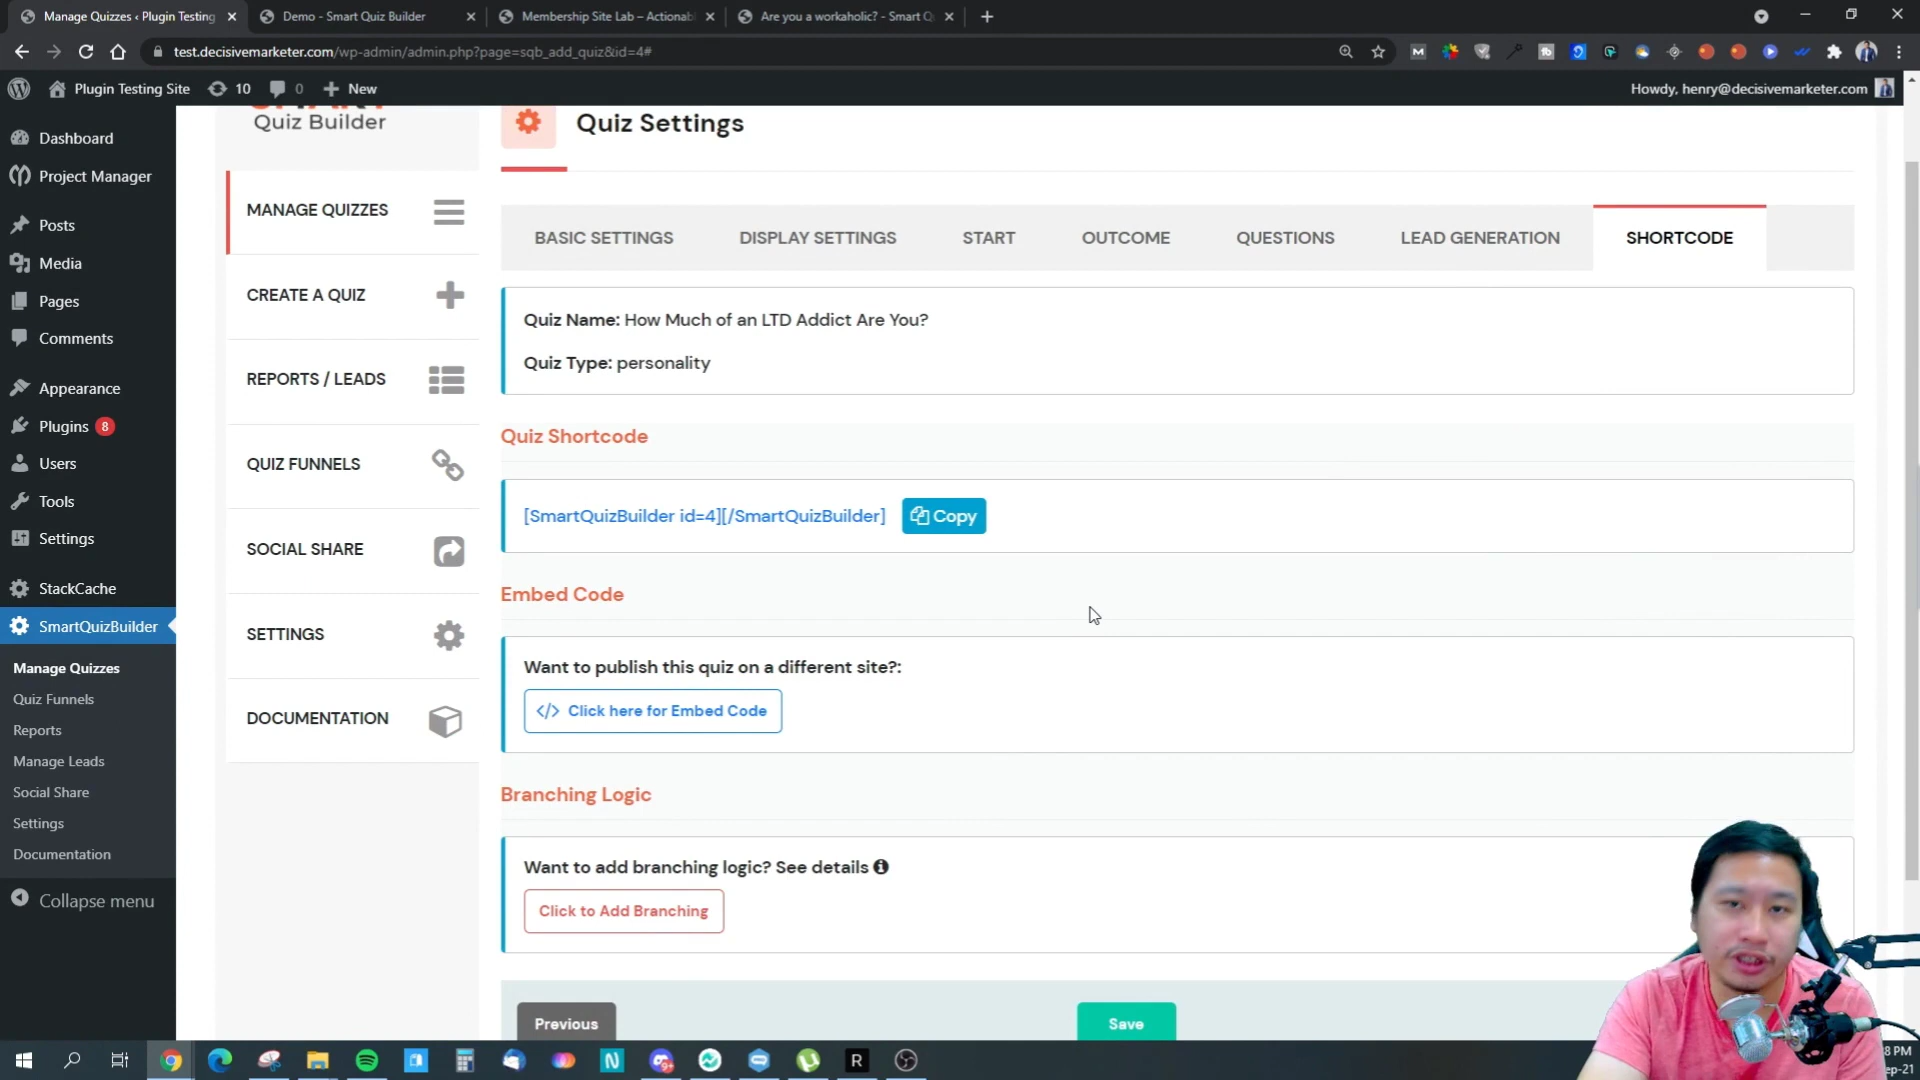 Manage Quizzes ‹ Plugin Testing
Demo - Smart Quiz Builder
Membership Site Lab – Actionabl
Are you a workaholic? - Smart Q
test.decisivemarketer.com/wp-admin/admin.php?page=sqb_add_quiz&id=4#
Plugin Testing Site
10
0
New
Howdy, henry@decisivemarketer.com
Dashboard
Project Manager
Posts
Media
Pages
Comments
Appearance
Plugins 8
Users
Tools
Settings
StackCache
SmartQuizBuilder
Manage Quizzes
Quiz Funnels
Reports
Manage Leads
Social Share
Settings
Documentation
Collapse menu
Quiz Builder
MANAGE QUIZZES
CREATE A QUIZ
REPORTS / LEADS
QUIZ FUNNELS
SOCIAL SHARE
SETTINGS
DOCUMENTATION
Quiz Settings
BASIC SETTINGS
DISPLAY SETTINGS
START
OUTCOME
QUESTIONS
LEAD GENERATION
SHORTCODE
Quiz Name: How Much of an LTD Addict Are You?
Quiz Type: personality
Quiz Shortcode
[SmartQuizBuilder id=4][/SmartQuizBuilder]
Copy
Embed Code
Want to publish this quiz on a different site?:
</> Click here for Embed Code
Branching Logic
Want to add branching logic? See details
Click to Add Branching
Previous
Save